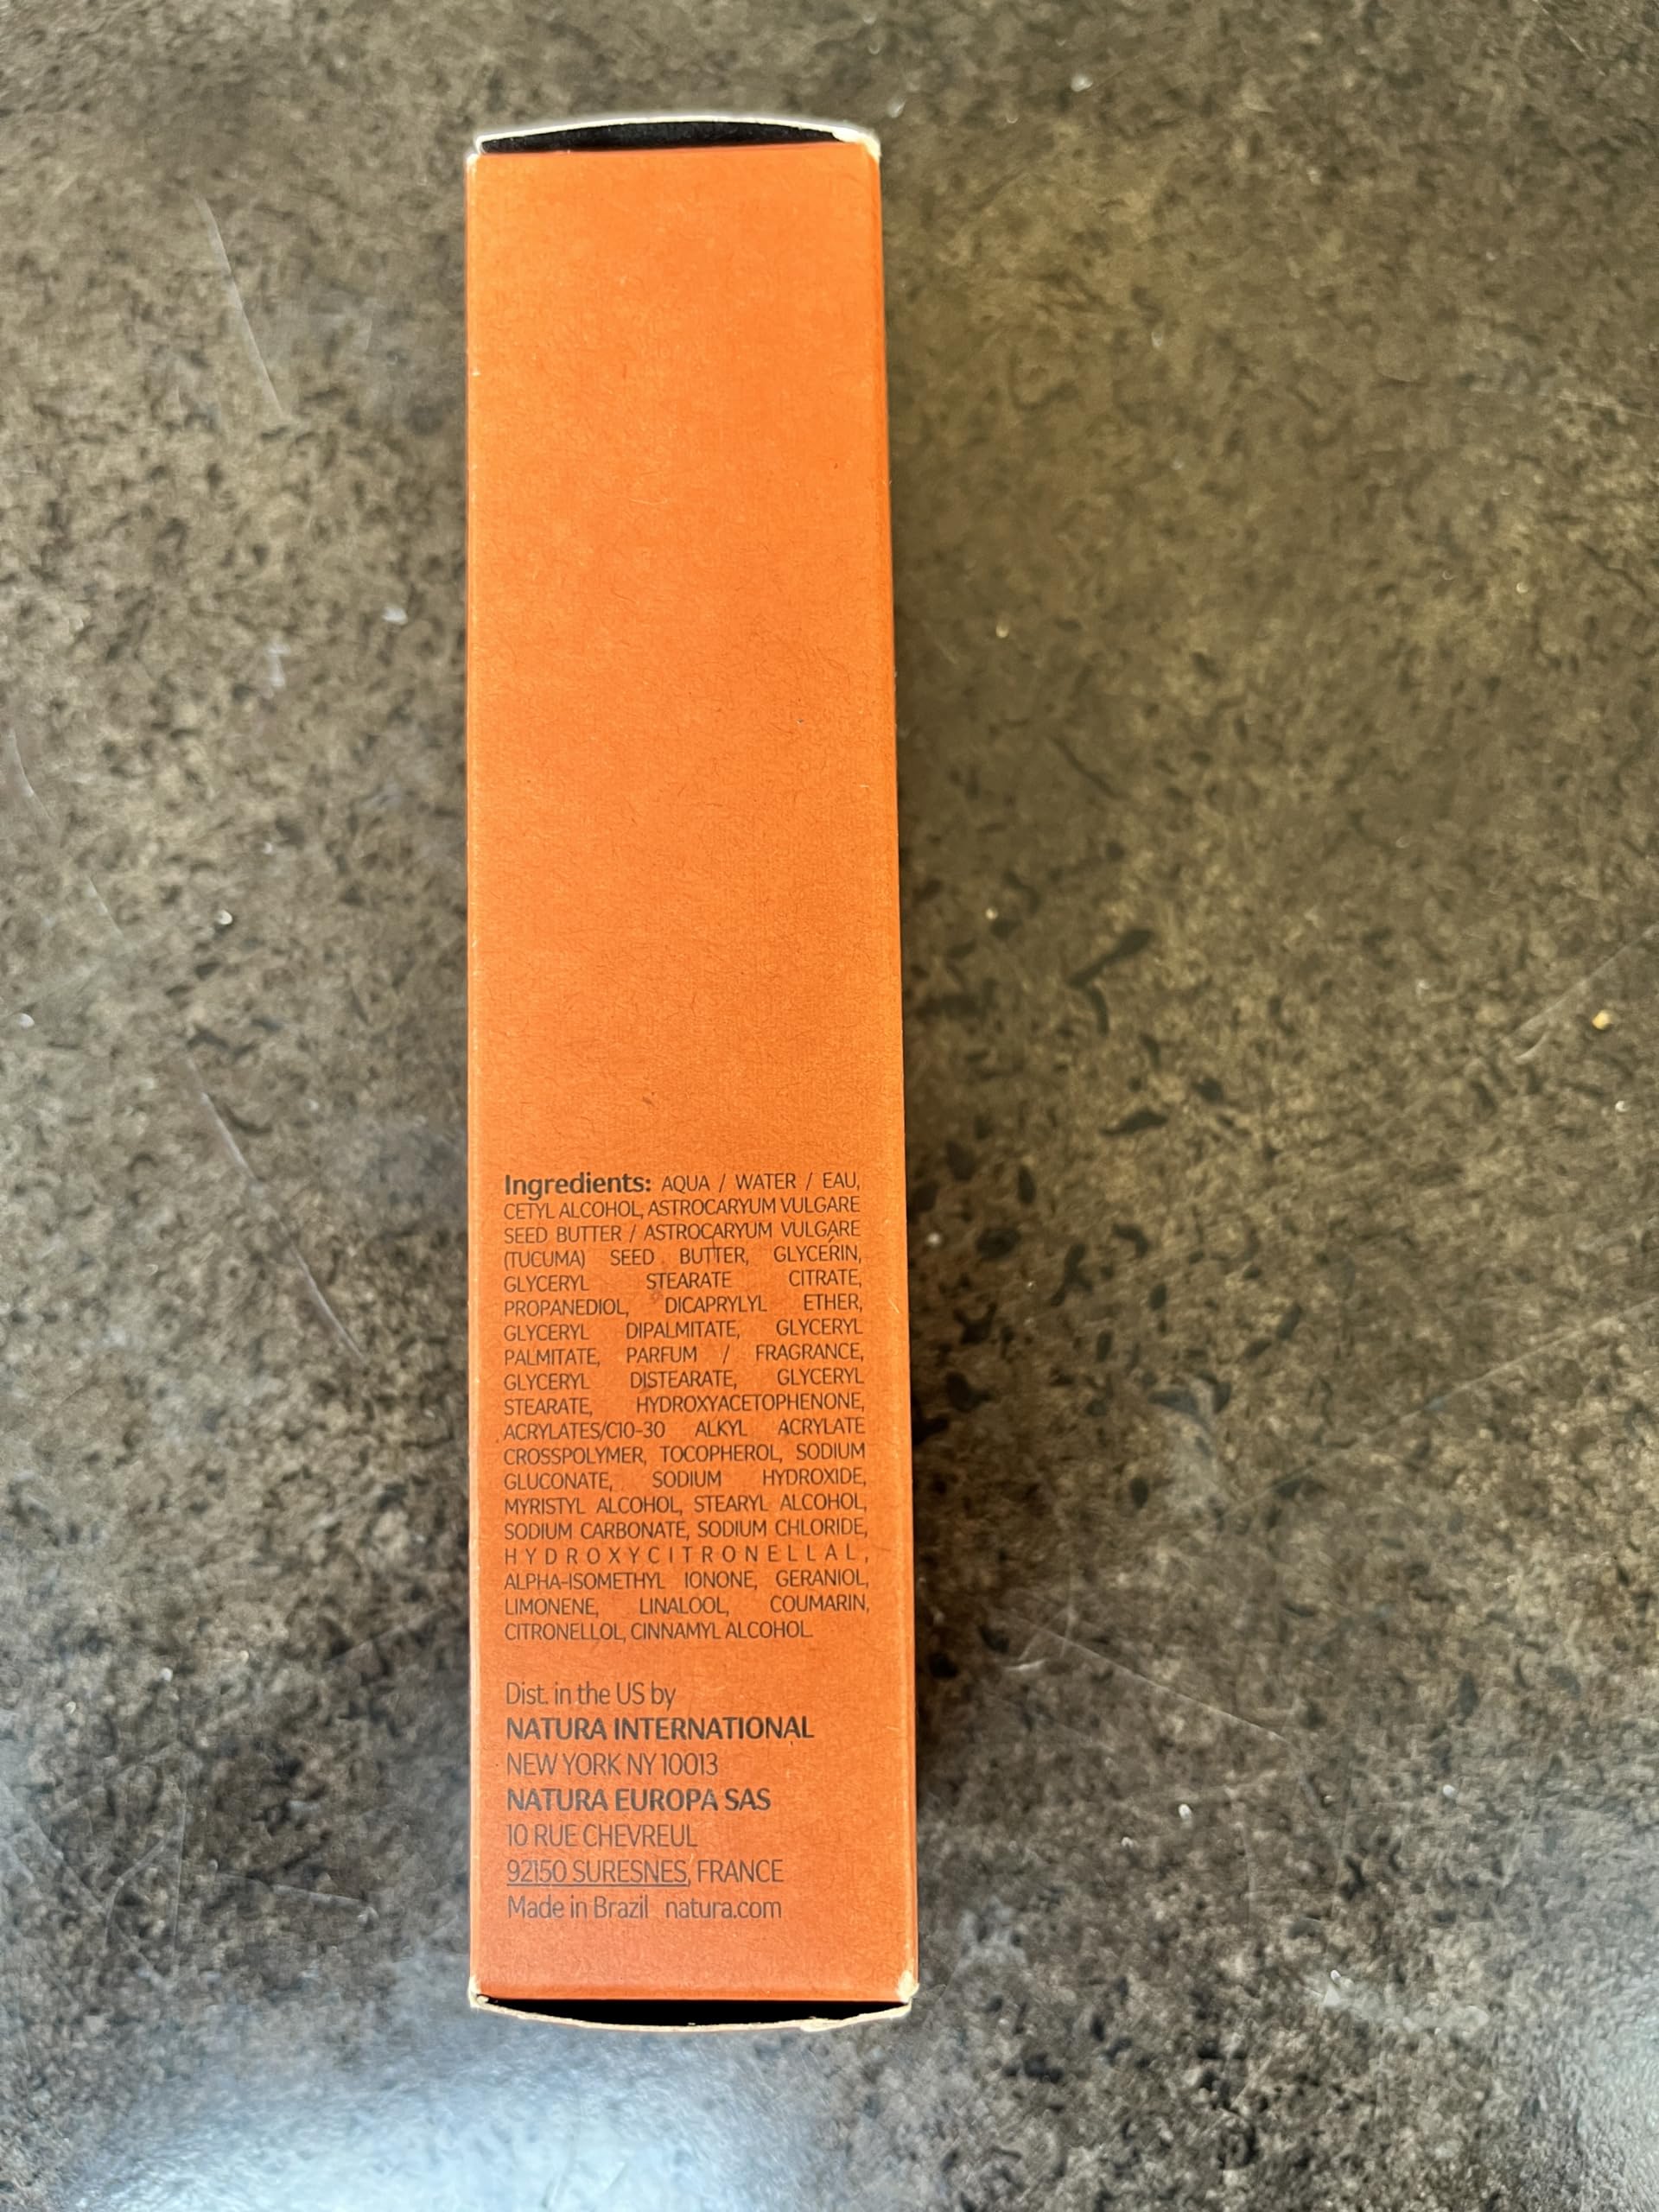 Ingredients: AQUA / WATER / EAU,
CETYL ALCOHOL, ASTROCARYUM VULGARE
SEED BUTTER / ASTROCARYUM VULGARE
(TUCUMA) SEED BUTTER, GLYCERIN,
GLYCERYL STEARATE CITRATE,
PROPANEDIOL, DICAPRYLYL ETHER,
GLYCERYL DIPALMITATE, GLYCERYL
PALMITATE, PARFUM / FRAGRANCE,
GLYCERYL DISTEARATE, GLYCERYL
STEARATE, HYDROXYACETOPHENONE,
ACRYLATES/C10-30 ALKYL ACRYLATE
CROSSPOLYMER, TOCOPHEROL, SODIUM
GLUCONATE, SODIUM HYDROXIDE,
MYRISTYL ALCOHOL, STEARYL ALCOHOL,
SODIUM CARBONATE, SODIUM CHLORIDE,
HYDROXYCITRONELLAL,
ALPHA-ISOMETHYL IONONE, GERANIOL,
LIMONENE, LINALOOL, COUMARIN,
CITRONELLOL, CINNAMYL ALCOHOL.
Dist. in the US by
NATURA INTERNATIONAL
NEW YORK NY 10013
NATURA EUROPA SAS
10 RUE CHEVREUL
92150 SURESNES, FRANCE
Made in Brazil natura.com